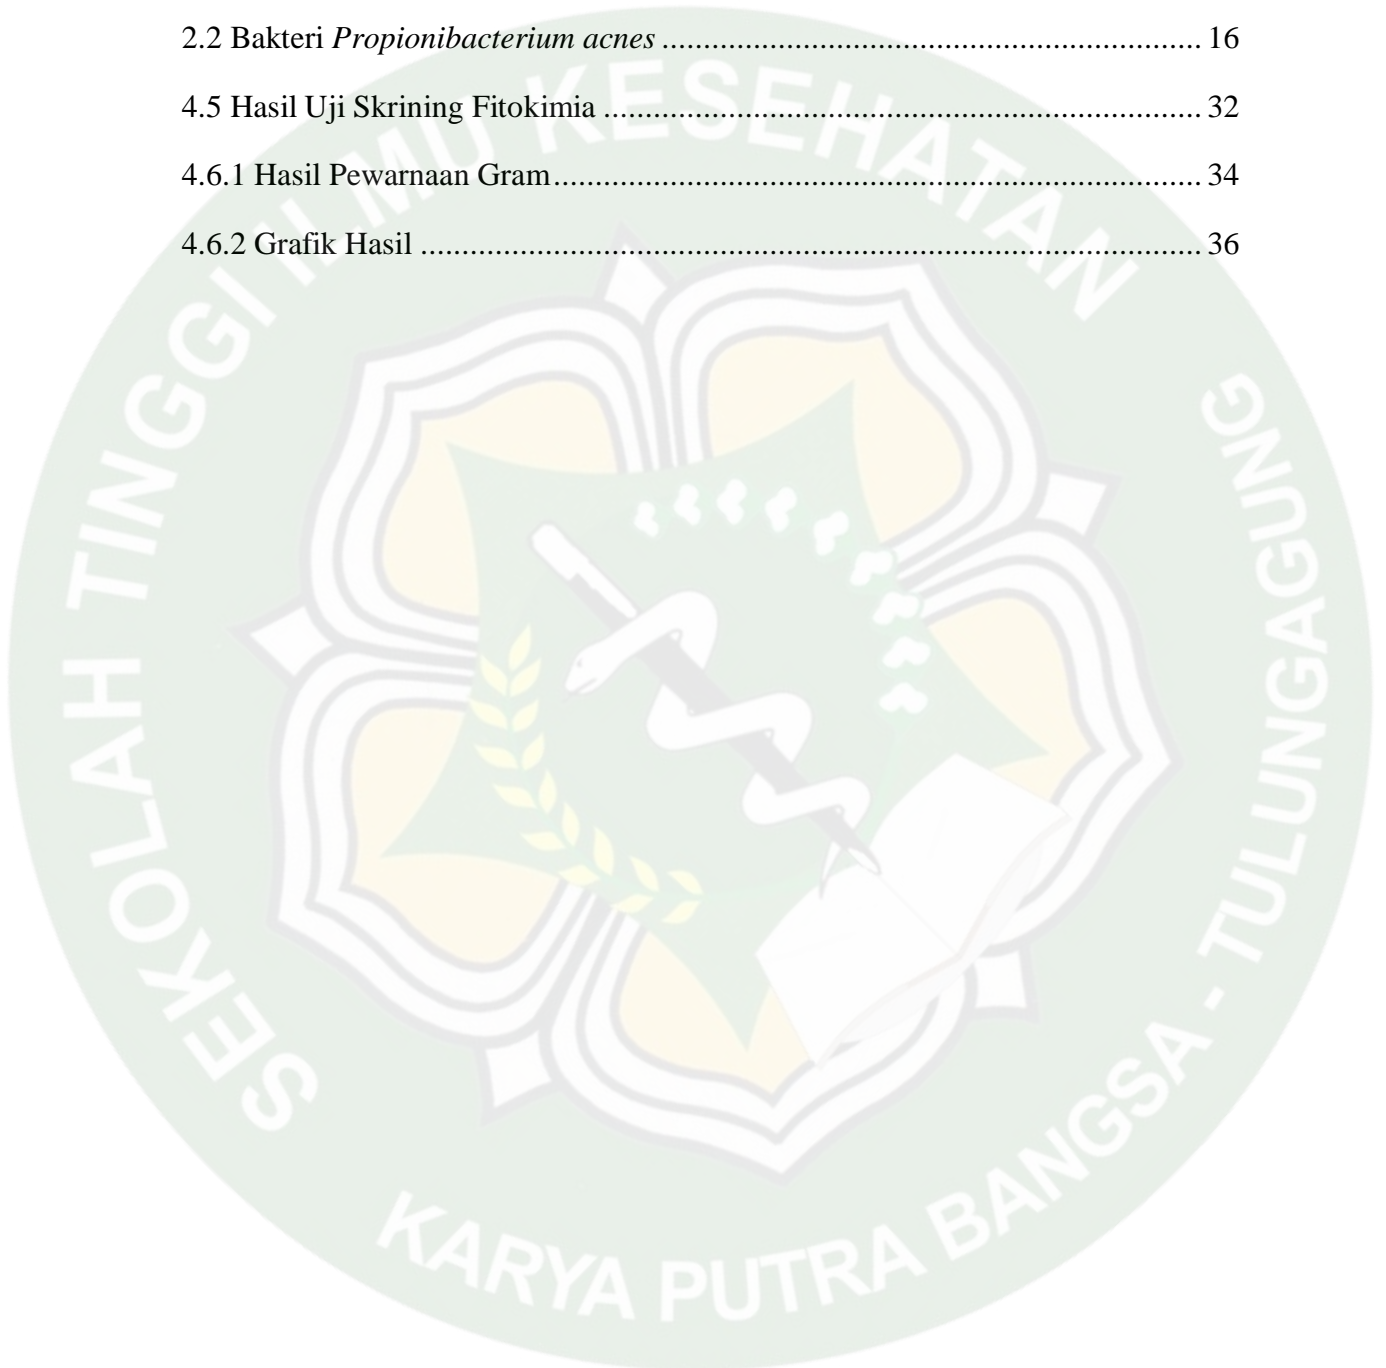 2.2 Bakteri Propionibacterium acnes ................................................................. 16
4.5 Hasil Uji Skrining Fitokimia ........................................................................ 32
4.6.1 Hasil Pewarnaan Gram.............................................................................. 34
4.6.2 Grafik Hasil .............................................................................................. 36
SEKOLAH TINGGI ILMU KESEHATAN
KARYA PUTRA BANGSA - TULUNGAGUNG